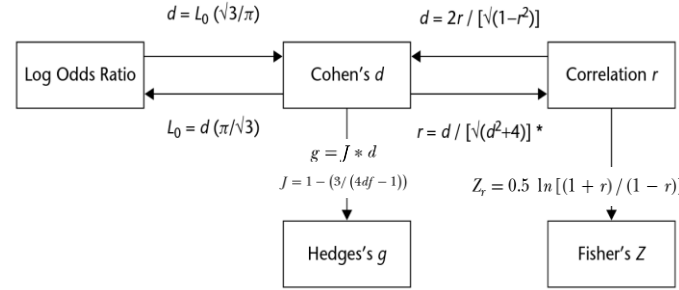 d = L₀ (√3/π)
d = 2r / [√(1–r²)]
Log Odds Ratio
Cohen's d
Correlation r
L₀ = d (π/√3)
r = d / [√(d²+4)] *
g = J * d
J = 1 − (3/(4df − 1))
Zᵣ = 0.5 ln[(1 + r)/(1 − r)]
Hedges's g
Fisher's Z